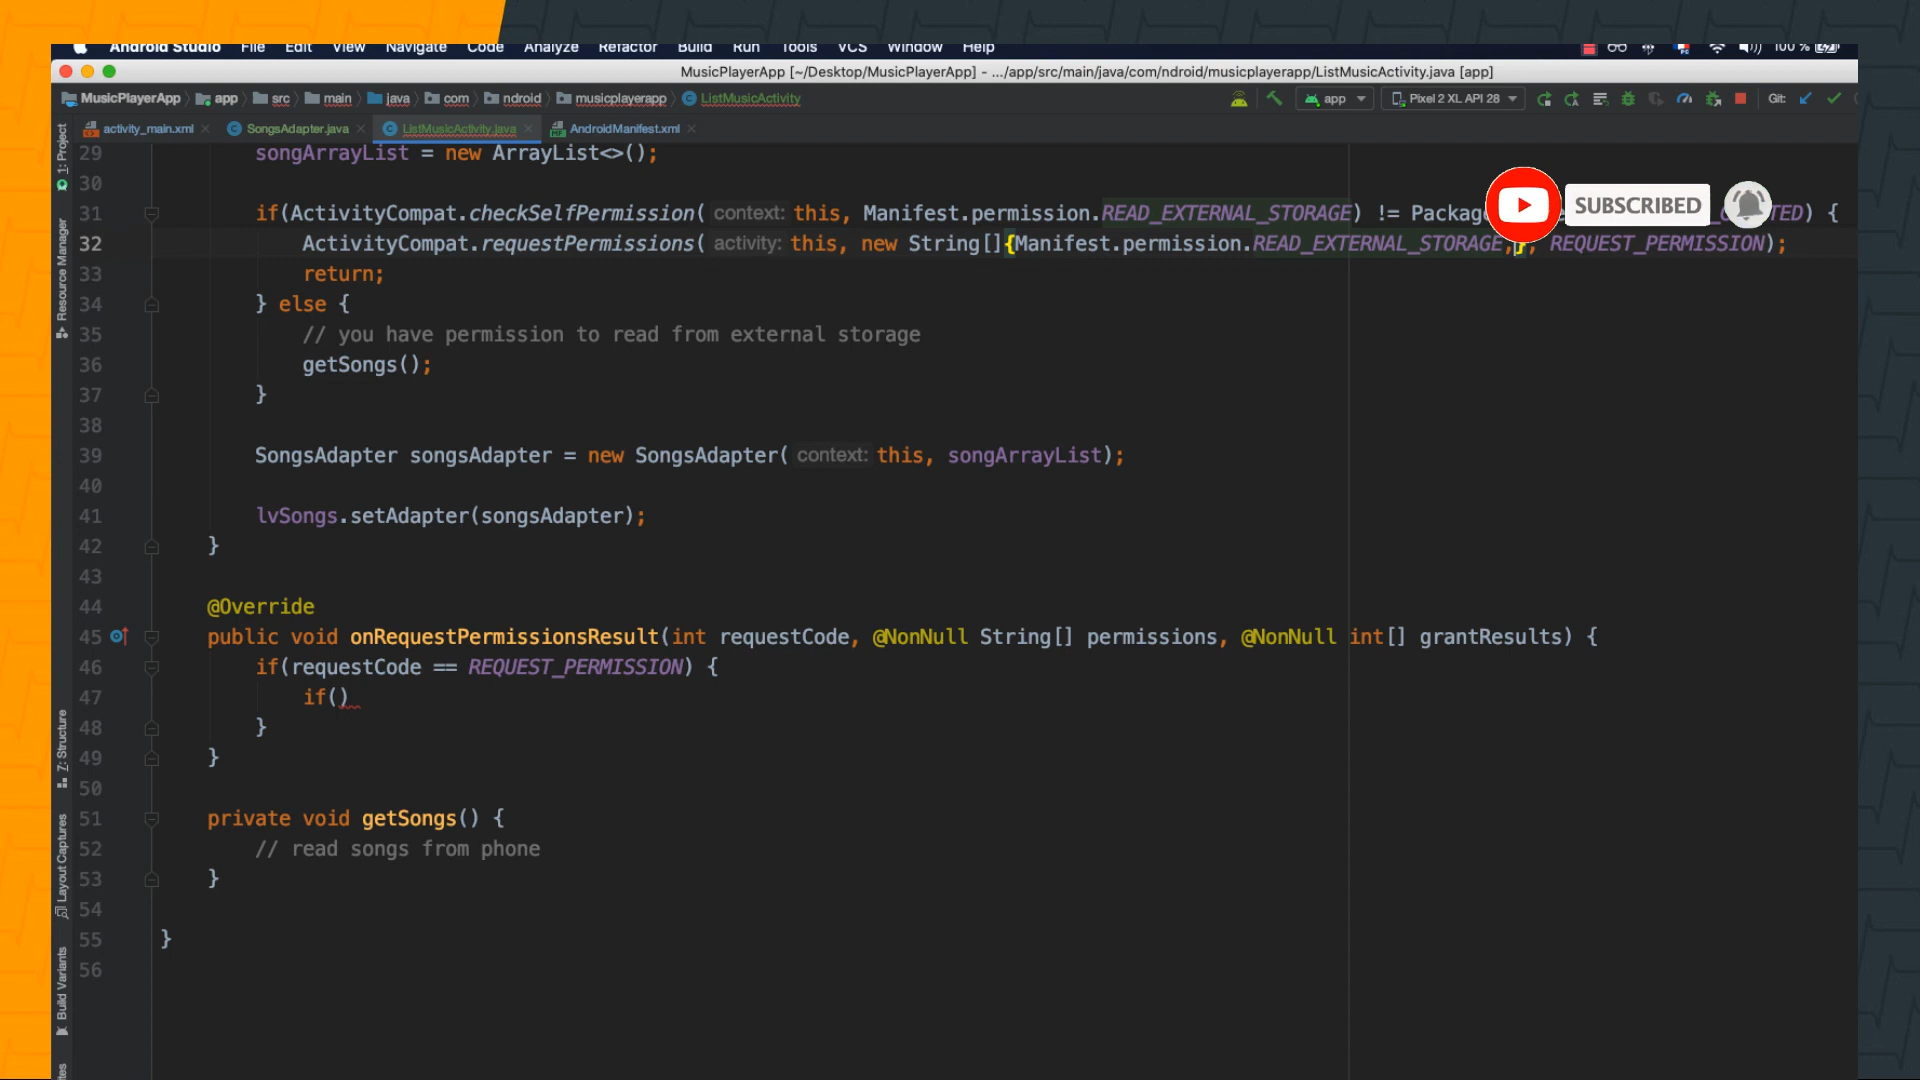 Android Studio File Edit View Navigate Code Analyze Refactor Build Run Tools VCS Window Help 100 %
MusicPlayerApp [~/Desktop/MusicPlayerApp] - .../app/src/main/java/com/ndroid/musicplayerapp/ListMusicActivity.java [app]
MusicPlayerApp app src main java com ndroid musicplayerapp ListMusicActivity app Pixel 2 XL API 28 Git:
activity_main.xml SongsAdapter.java ListMusicActivity.java AndroidManifest.xml
1: Project
Resource Manager
7: Structure
Layout Captures
Build Variants
29 songArrayList = new ArrayList<>();
30
31 if(ActivityCompat.checkSelfPermission( context: this, Manifest.permission.READ_EXTERNAL_STORAGE) != {
SUBSCRIBED
32 ActivityCompat.requestPermissions( activity: this, new String[]{Manifest.permission.READ_EXTERNAL_STORAGE,}, REQUEST_PERMISSION);
33 return;
34 } else {
35 // you have permission to read from external storage
36 getSongs();
37 }
38
39 SongsAdapter songsAdapter = new SongsAdapter( context: this, songArrayList);
40
41 lvSongs.setAdapter(songsAdapter);
42 }
43
44 @Override
45 public void onRequestPermissionsResult(int requestCode, @NonNull String[] permissions, @NonNull int[] grantResults) {
46 if(requestCode == REQUEST_PERMISSION) {
47 if()
48 }
49 }
50
51 private void getSongs() {
52 // read songs from phone
53 }
54
55 }
56